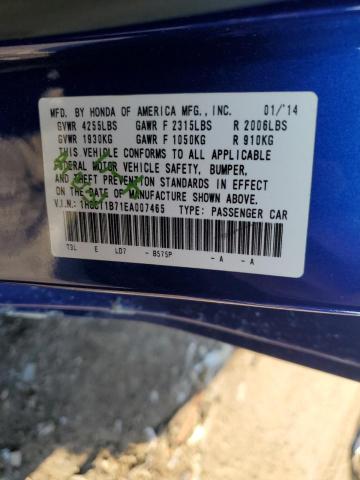 MFD. BY HONDA OF AMERICA MFG., INC. 01/'14
GVWR 4255LBS GAWR F 2315LBS R 2006LBS
GVWR 1930KG GAWR F 1050KG R 910KG
THIS VEHICLE CONFORMS TO ALL APPLICABLE
FEDERAL MOTOR VEHICLE SAFETY, BUMPER,
AND THEFT PREVENTION STANDARDS IN EFFECT
ON THE DATE OF MANUFACTURE SHOWN ABOVE.
V.I.N.: 1HGCT1B71EA007465 TYPE: PASSENGER CAR
T3L E LD7 - B575P - A - A